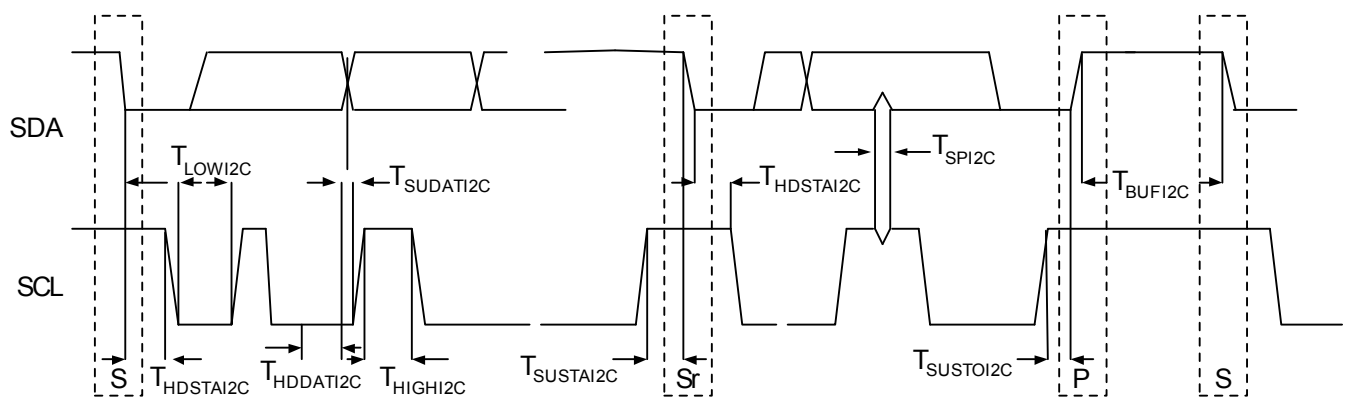 SDA
T_LOWI2C
T_SUDATI2C
T_HDSTAI2C
T_SPI2C
T_BUFI2C
SCL
S
T_HDSTAI2C
T_HDDATI2C
T_HIGHI2C
T_SUSTAI2C
Sr
T_SUSTOI2C
P
S